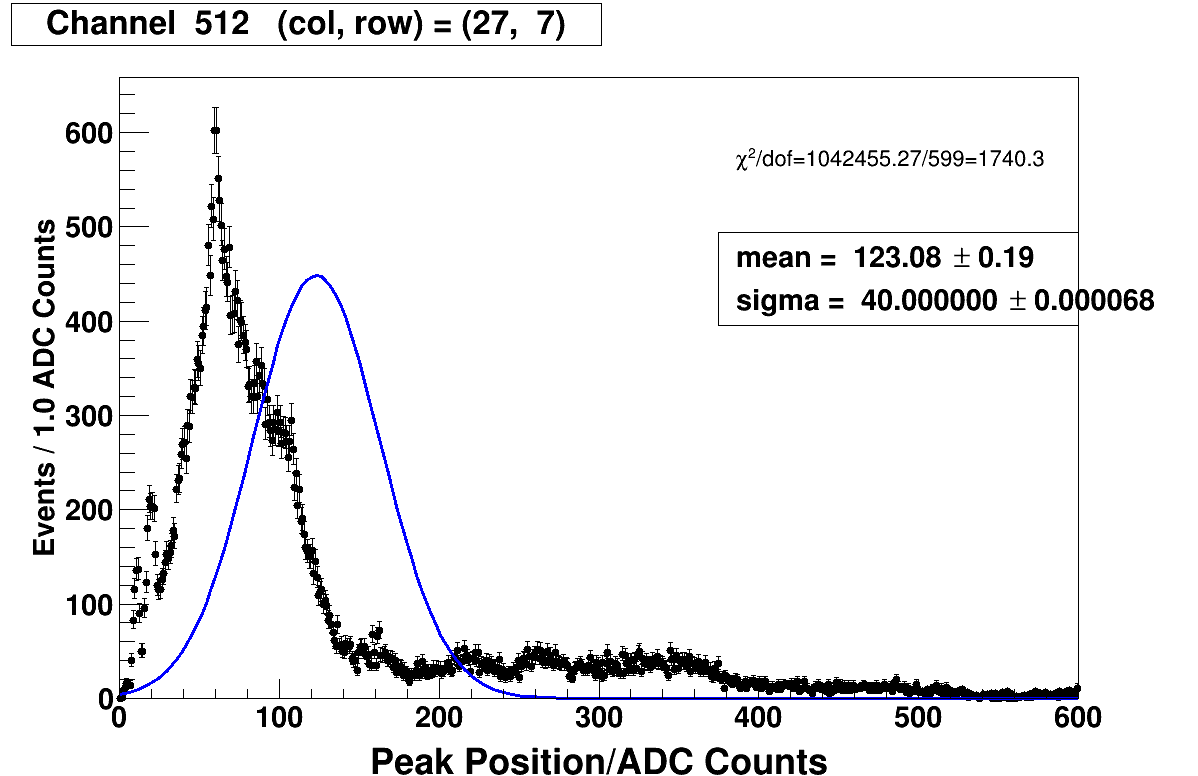 Channel 512 (col, row) = (27, 7)
χ²/dof=1042455.27/599=1740.3
mean = 123.08 ± 0.19
sigma = 40.000000 ± 0.000068
Events / 1.0 ADC Counts
600
500
400
300
200
100
0
0 100 200 300 400 500 600
Peak Position/ADC Counts